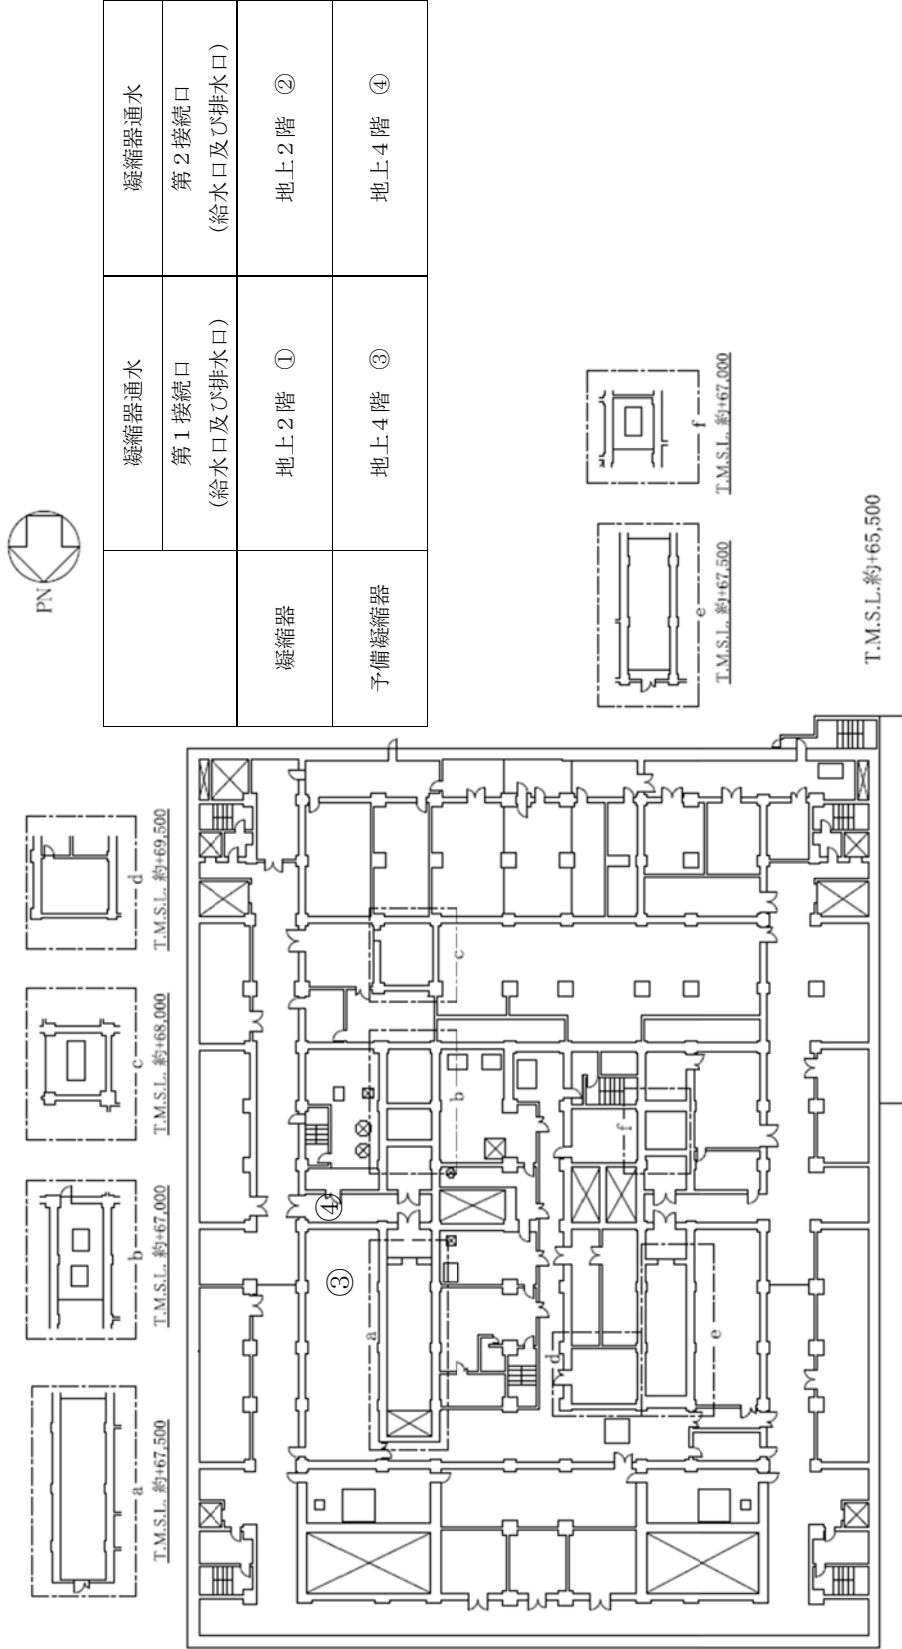 PN
凝縮器通水
第1接続口
(給水口及び排水口)
凝縮器通水
第2接続口
(給水口及び排水口)
凝縮器
地上2階 ①
地上2階 ②
予備凝縮器
地上4階 ③
地上4階 ④
a
T.M.S.L. 約+67,500
b
T.M.S.L. 約+67,000
c
T.M.S.L. 約+68,000
d
T.M.S.L. 約+69,500
③
④
a
b
c
d
e
f
e
T.M.S.L. 約+67,500
f
T.M.S.L. 約+67,000
T.M.S.L.約+65,500